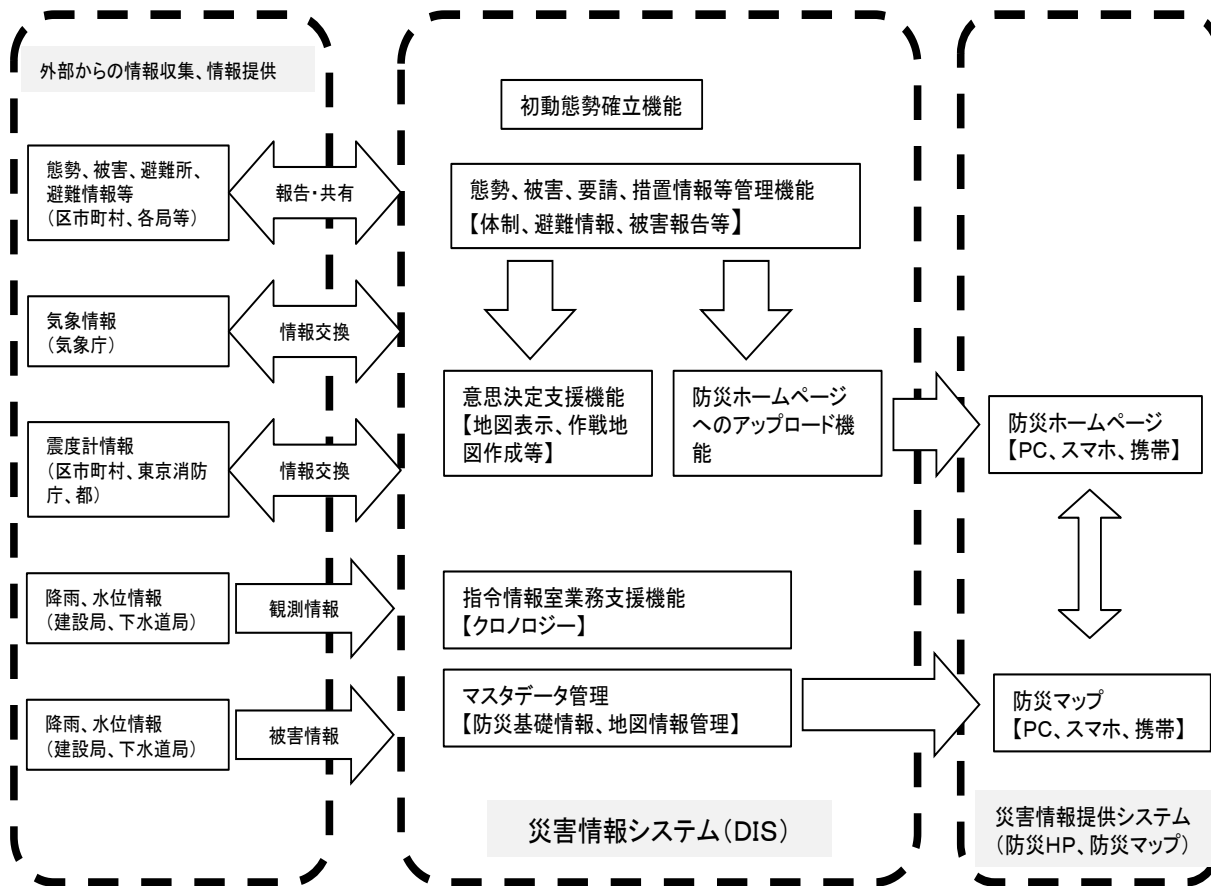 外部からの情報収集、情報提供
態勢、被害、避難所、
避難情報等
(区市町村、各局等)
報告・共有
気象情報
(気象庁)
情報交換
震度計情報
(区市町村、東京消防
庁、都)
情報交換
降雨、水位情報
(建設局、下水道局)
観測情報
降雨、水位情報
(建設局、下水道局)
被害情報
初動態勢確立機能
態勢、被害、要請、措置情報等管理機能
【体制、避難情報、被害報告等】
意思決定支援機能
【地図表示、作戦地
図作成等】
防災ホームページ
へのアップロード機
能
指令情報室業務支援機能
【クロノロジー】
マスタデータ管理
【防災基礎情報、地図情報管理】
災害情報システム(DIS)
防災ホームページ
【PC、スマホ、携帯】
防災マップ
【PC、スマホ、携帯】
災害情報提供システム
(防災HP、防災マップ)